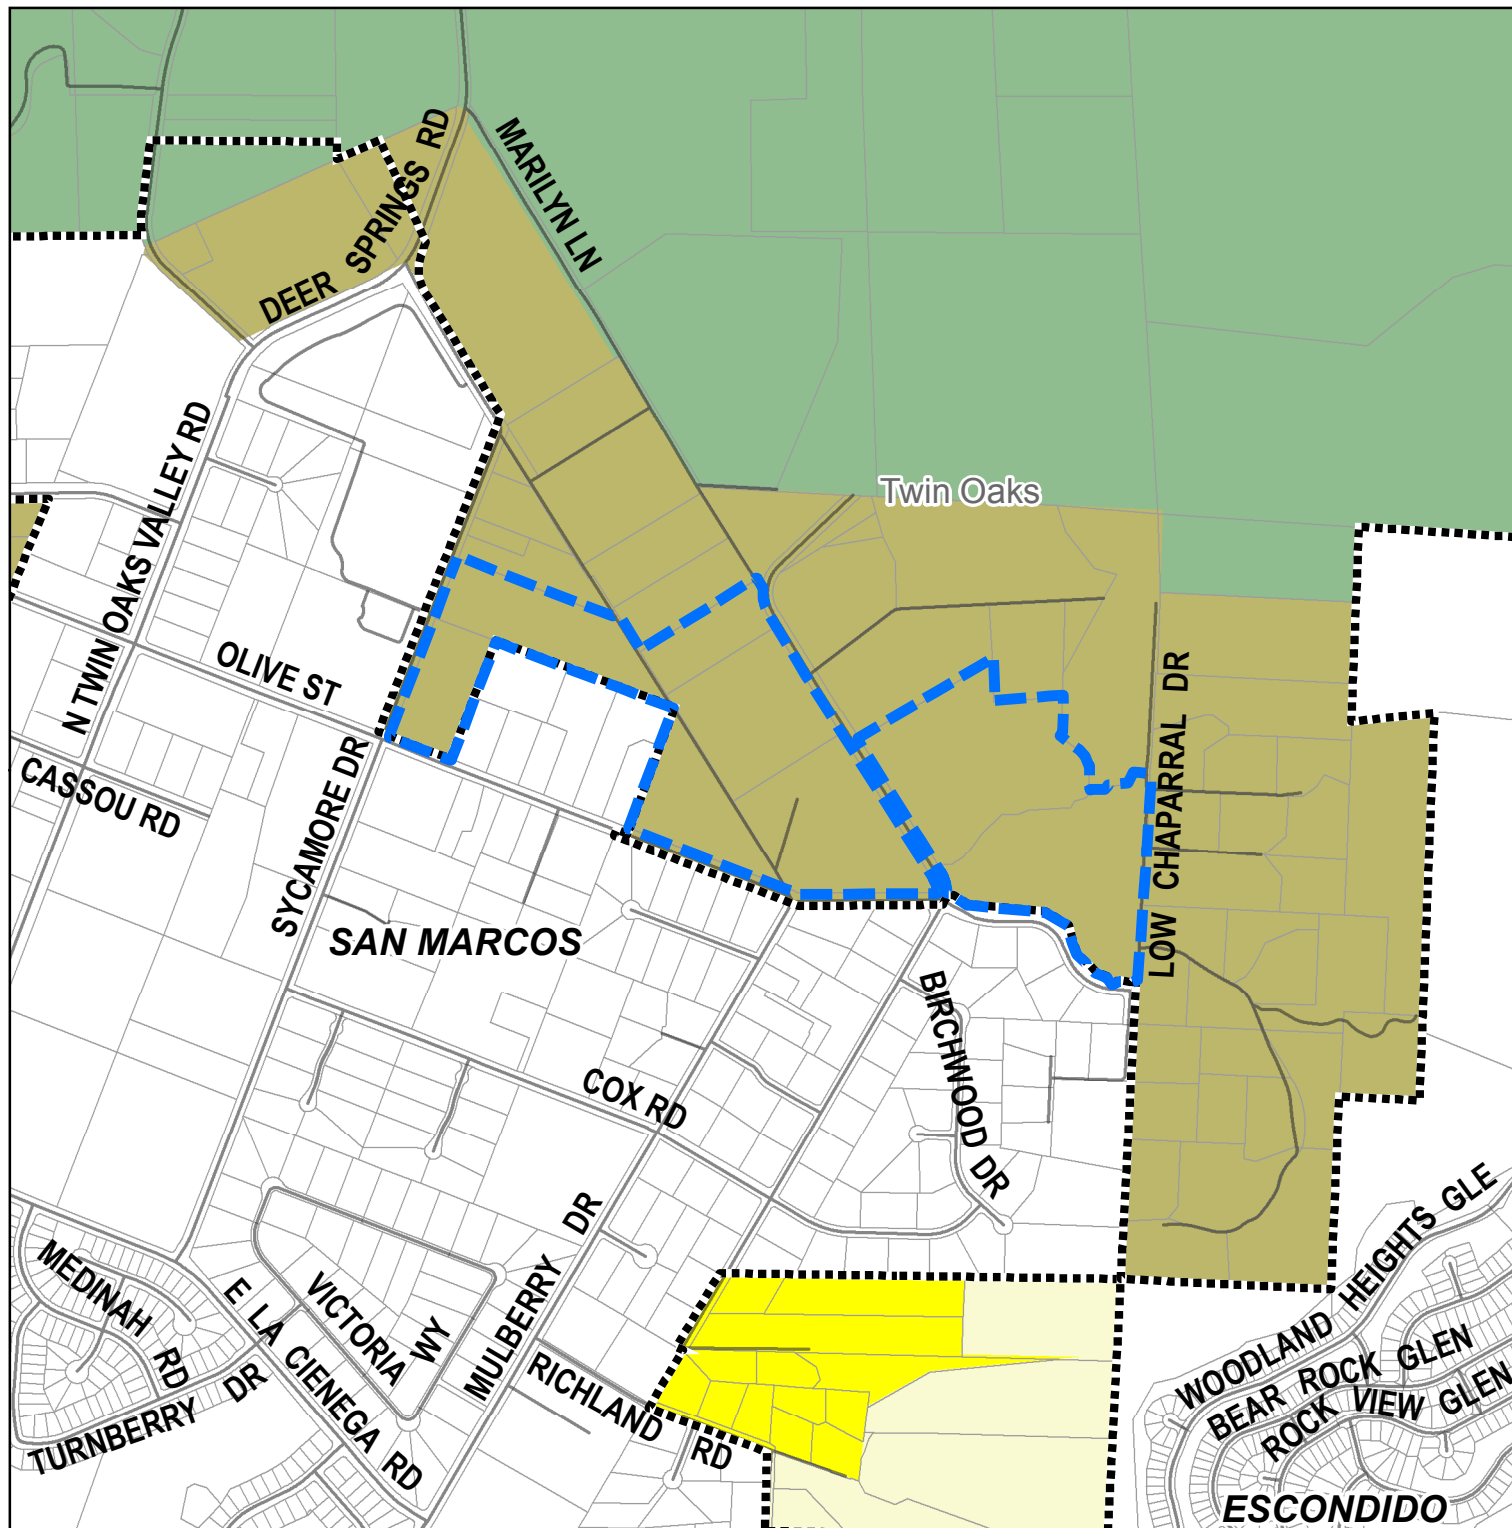 MARILYN LN
DEER SPRINGS RD
N TWIN OAKS VALLEY RD
Twin Oaks
OLIVE ST
CASSOU RD
SYCAMORE DR
LOW CHAPARRAL DR
SAN MARCOS
BIRCHWOOD DR
COX RD
MULBERRY DR
MEDINAH RD
E LA CIENEGA RD
VICTORIA WY
TURNBERRY DR
RICHLAND RD
WOODLAND HEIGHTS GLE
BEAR ROCK GLEN
ROCK VIEW GLEN
ESCONDIDO